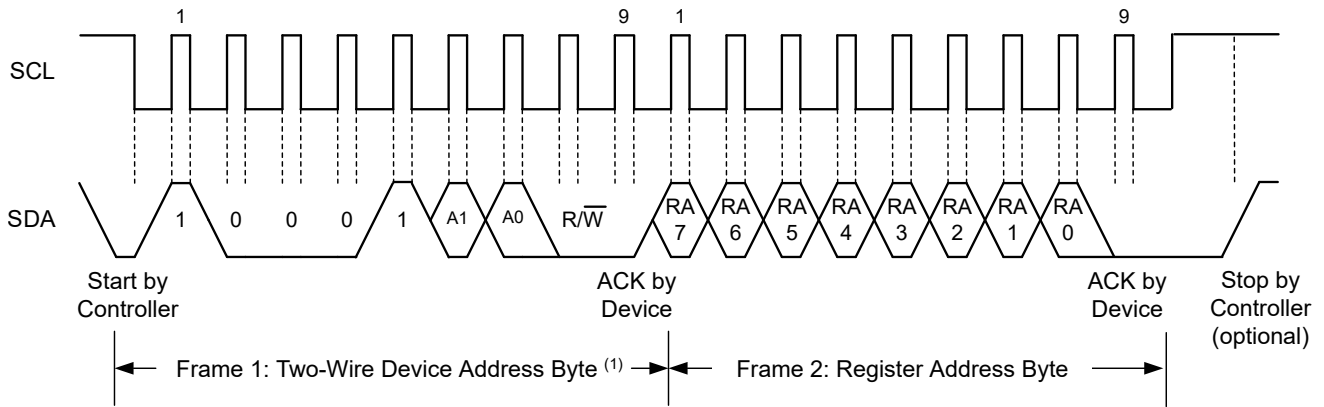 1 9 1 9
SCL
SDA 1 0 0 0 1 A1 A0 R/W̅ RA 7 RA 6 RA 5 RA 4 RA 3 RA 2 RA 1 RA 0
Start by
Controller
ACK by
Device
ACK by
Device
Stop by
Controller
(optional)
Frame 1: Two-Wire Device Address Byte (1)
Frame 2: Register Address Byte